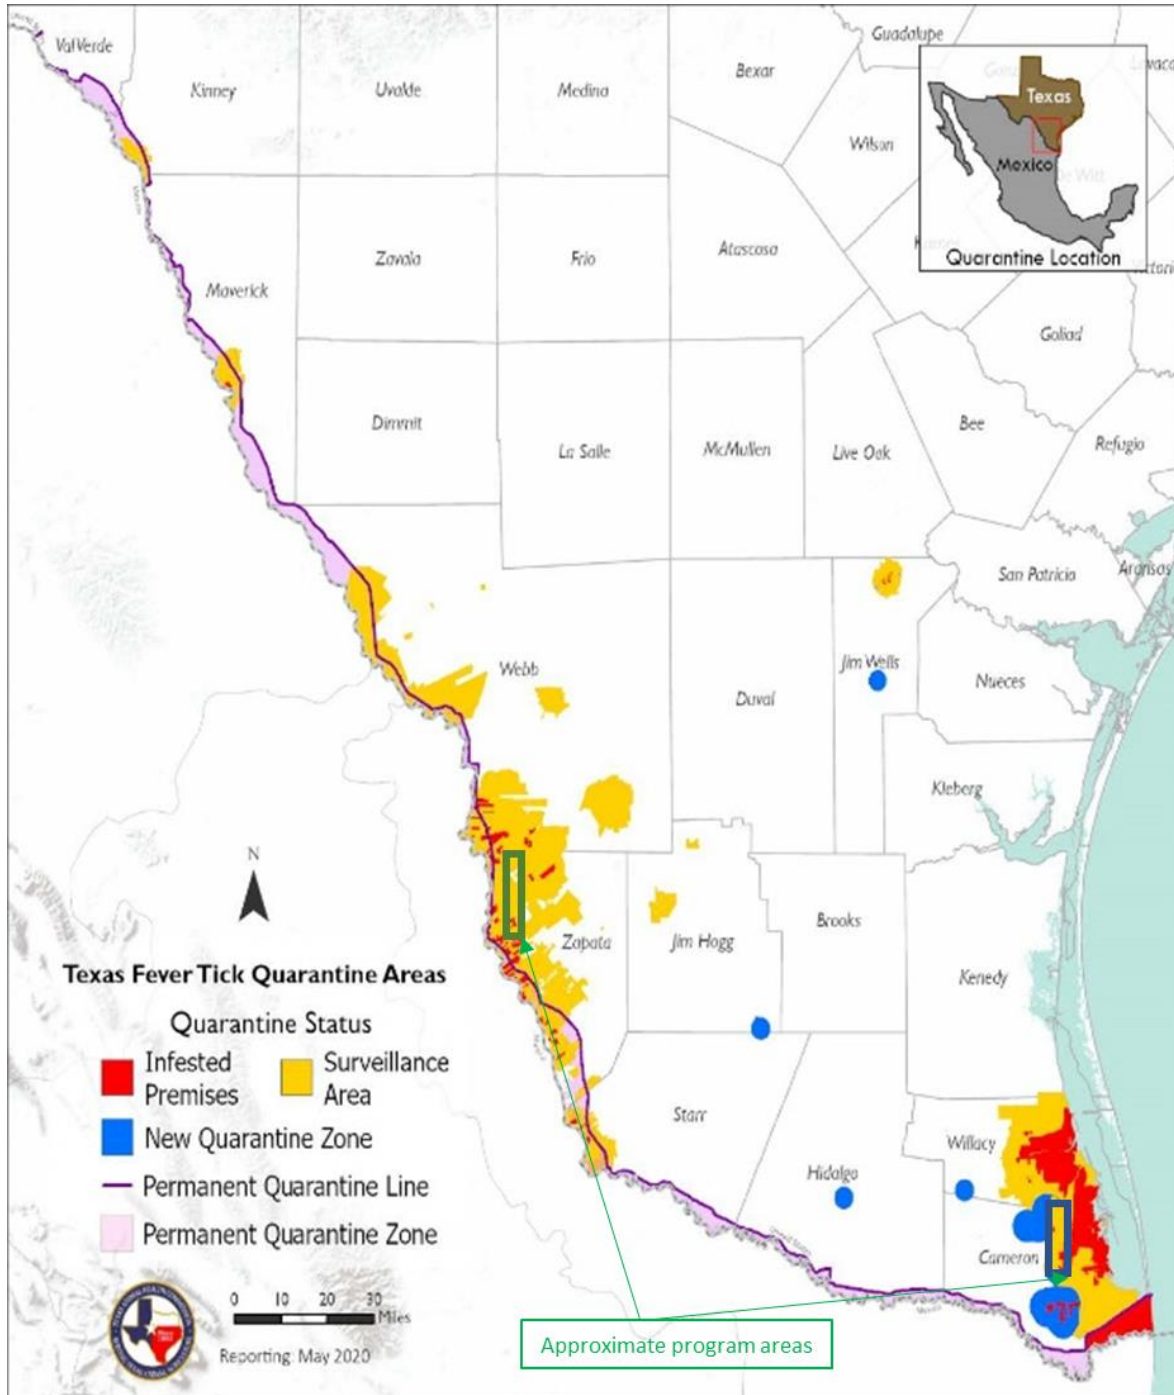 Val Verde
Kinney
Uvalde
Medina
Bexar
Guadalupe
Wilson
Texas
Mexico
De Witt
Quarantine Location
Maverick
Zavala
Frio
Atascosa
Goliad
Dimmit
La Salle
McMullen
Live Oak
Bee
Refugio
San Patricio
Aransas
Webb
Duval
Jim Wells
Nueces
Kleberg
N
Zapata
Jim Hogg
Brooks
Kenedy
Texas Fever Tick Quarantine Areas
Quarantine Status
Infested
Premises
Surveillance
Area
New Quarantine Zone
Permanent Quarantine Line
Permanent Quarantine Zone
Starr
Hidalgo
Willacy
Cameron
0 10 20 30
Miles
Reporting: May 2020
Approximate program areas